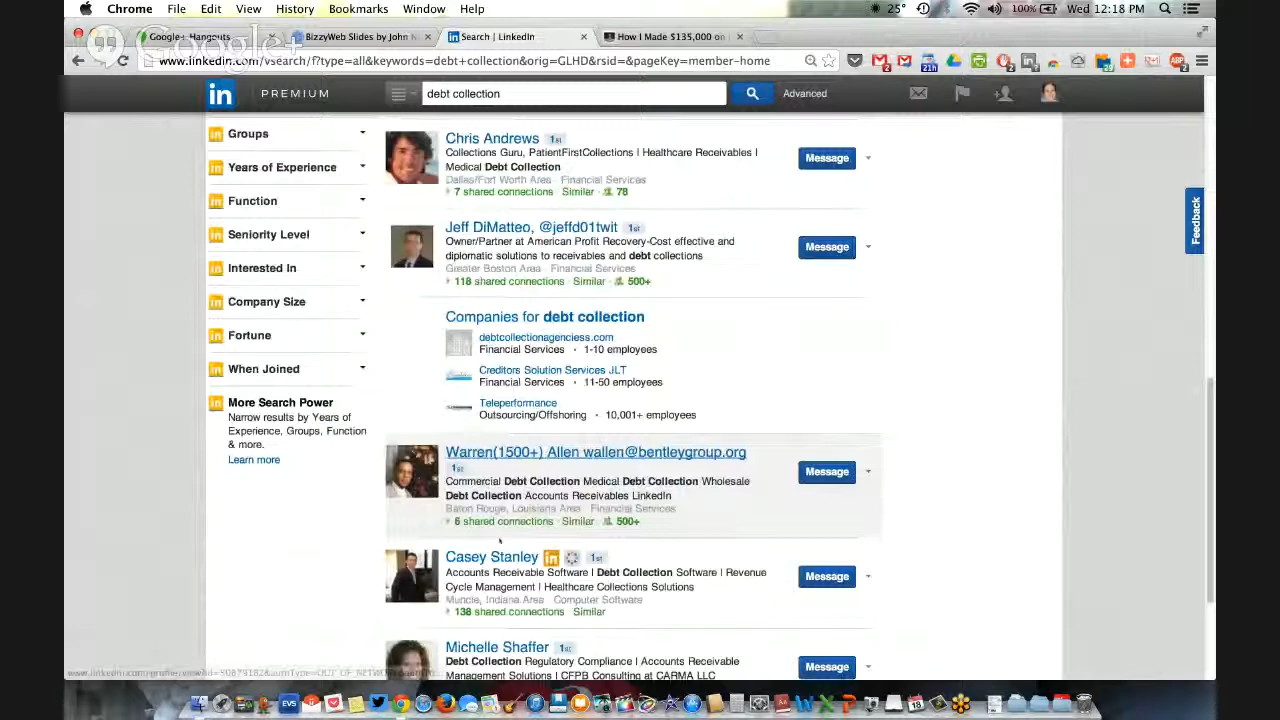 Chrome File Edit View History Bookmarks Window Help 25° 100% Wed 12:18 PM
Google+ Hangouts BizzyWeb Slides by John N Search | LinkedIn How I Made $135,000 on
Google+
www.linkedin.com/vsearch/f?type=all&keywords=debt+collection&orig=GLHD&rsid=&pageKey=member-home
in PREMIUM debt collection Advanced
Groups
Years of Experience
Function
Seniority Level
Interested In
Company Size
Fortune
When Joined
More Search Power
Narrow results by Years of
Experience, Groups, Function
& more.
Learn more
Chris Andrews 1st
Collections Guru, PatientFirstCollections | Healthcare Receivables |
Medical Debt Collection
Dallas/Fort Worth Area Financial Services
7 shared connections Similar 78
Message
Jeff DiMatteo, @jeffd01twit 1st
Owner/Partner at American Profit Recovery-Cost effective and
diplomatic solutions to receivables and debt collections
Greater Boston Area Financial Services
118 shared connections Similar 500+
Message
Companies for debt collection
debtcollectionagenciess.com
Financial Services • 1-10 employees
Creditors Solution Services JLT
Financial Services • 11-50 employees
Teleperformance
Outsourcing/Offshoring • 10,001+ employees
Warren(1500+) Allen wallen@bentleygroup.org
1st
Commercial Debt Collection Medical Debt Collection Wholesale
Debt Collection Accounts Receivables LinkedIn
Baton Rouge, Louisiana Area Financial Services
6 shared connections Similar 500+
Message
Casey Stanley in 1st
Accounts Receivable Software | Debt Collection Software | Revenue
Cycle Management | Healthcare Collections Solutions
Muncie, Indiana Area Computer Software
138 shared connections Similar
Message
Michelle Shaffer 1st
Debt Collection Regulatory Compliance | Accounts Receivable
Management Solutions | CFPB Consulting at CARMA LLC
Message
Feedback